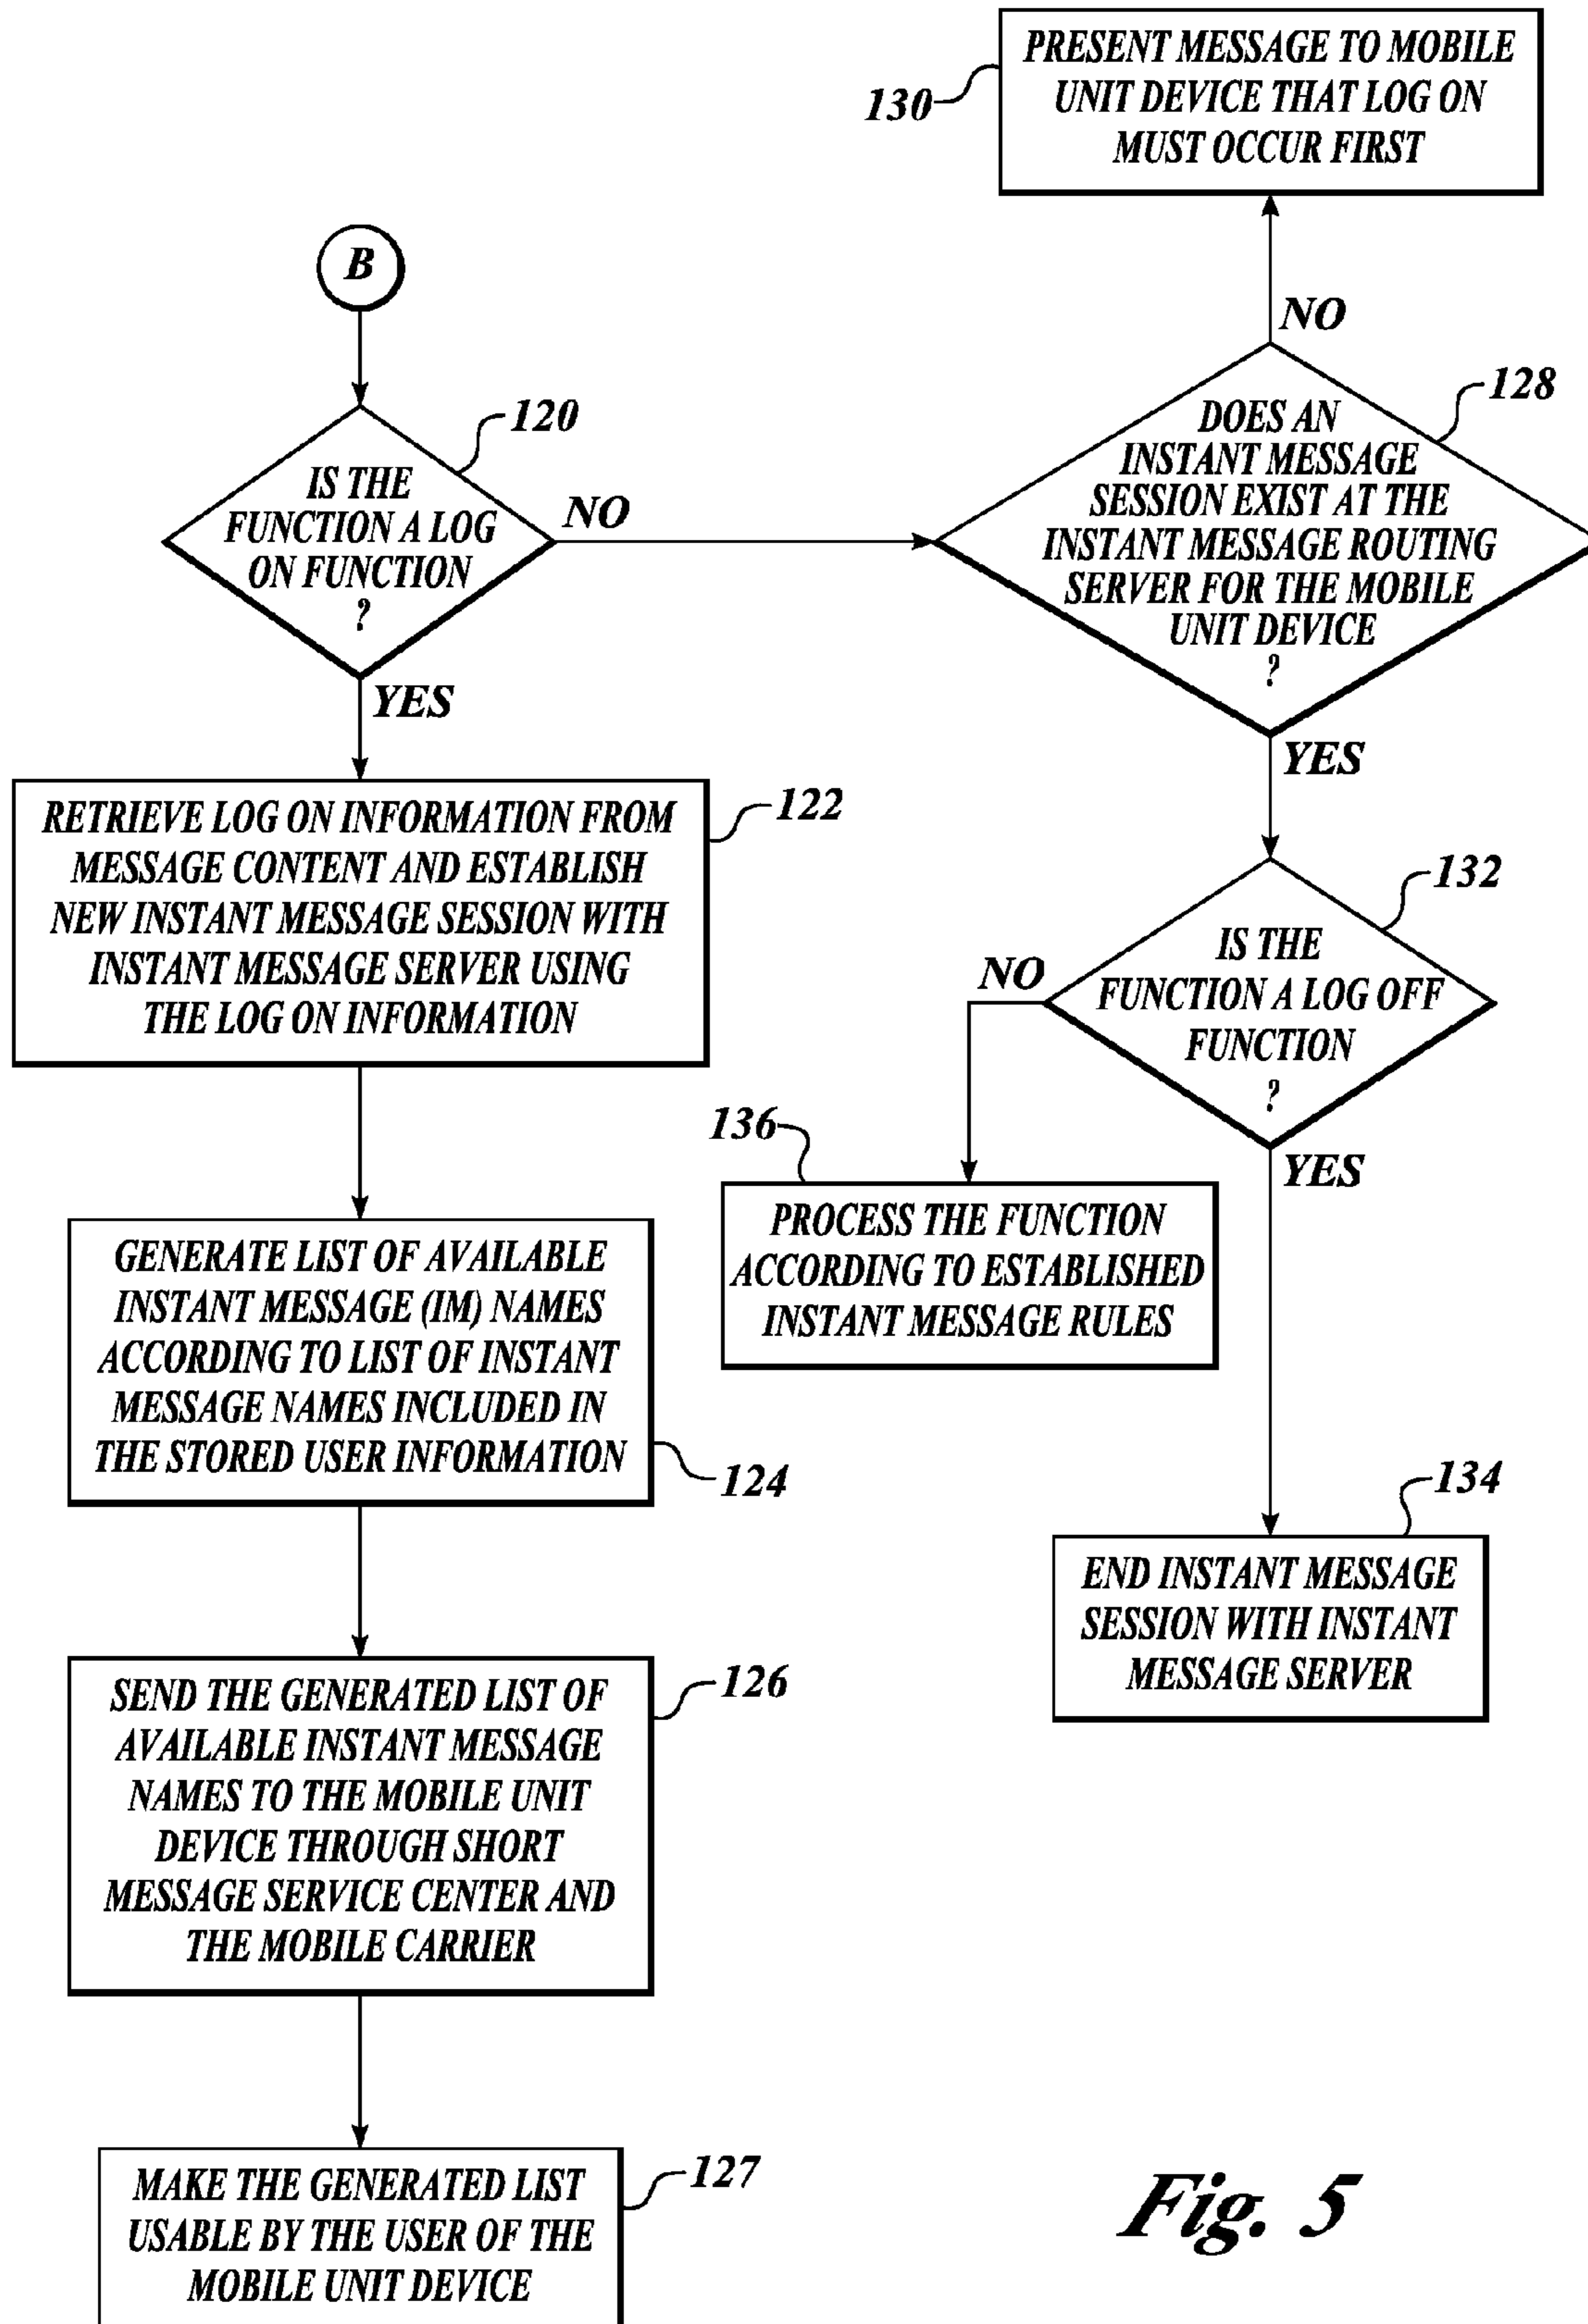 B
120
IS THE
FUNCTION A LOG
ON FUNCTION
?
NO
YES
122
RETRIEVE LOG ON INFORMATION FROM
MESSAGE CONTENT AND ESTABLISH
NEW INSTANT MESSAGE SESSION WITH
INSTANT MESSAGE SERVER USING
THE LOG ON INFORMATION
GENERATE LIST OF AVAILABLE
INSTANT MESSAGE (IM) NAMES
ACCORDING TO LIST OF INSTANT
MESSAGE NAMES INCLUDED IN
THE STORED USER INFORMATION
124
126
SEND THE GENERATED LIST OF
AVAILABLE INSTANT MESSAGE
NAMES TO THE MOBILE UNIT
DEVICE THROUGH SHORT
MESSAGE SERVICE CENTER AND
THE MOBILE CARRIER
127
MAKE THE GENERATED LIST
USABLE BY THE USER OF THE
MOBILE UNIT DEVICE
130
PRESENT MESSAGE TO MOBILE
UNIT DEVICE THAT LOG ON
MUST OCCUR FIRST
NO
128
DOES AN
INSTANT MESSAGE
SESSION EXIST AT THE
INSTANT MESSAGE ROUTING
SERVER FOR THE MOBILE
UNIT DEVICE
?
YES
132
IS THE
FUNCTION A LOG OFF
FUNCTION
?
NO
YES
136
PROCESS THE FUNCTION
ACCORDING TO ESTABLISHED
INSTANT MESSAGE RULES
134
END INSTANT MESSAGE
SESSION WITH INSTANT
MESSAGE SERVER
Fig. 5